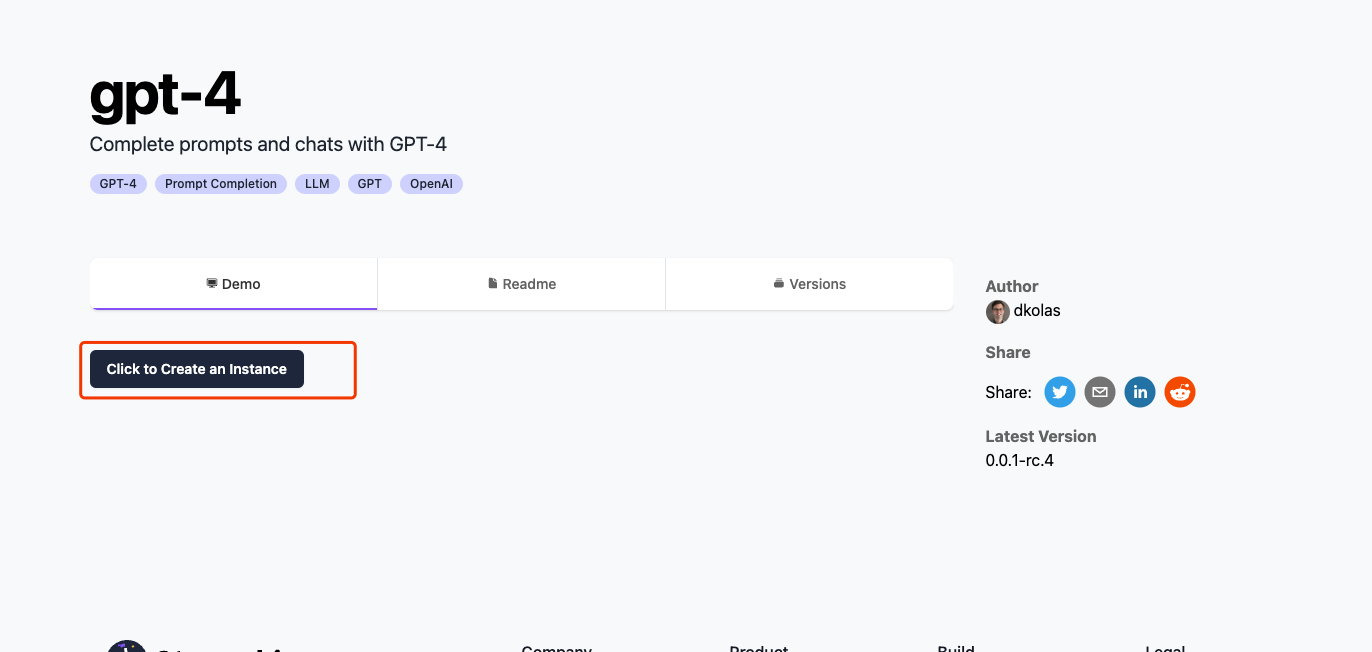 gpt-4
Complete prompts and chats with GPT-4
GPT-4 Prompt Completion LLM GPT OpenAI
Demo Readme Versions
Click to Create an Instance
Author
dkolas
Share
Share: in
Latest Version
0.0.1-rc.4
Company Product Build Legal